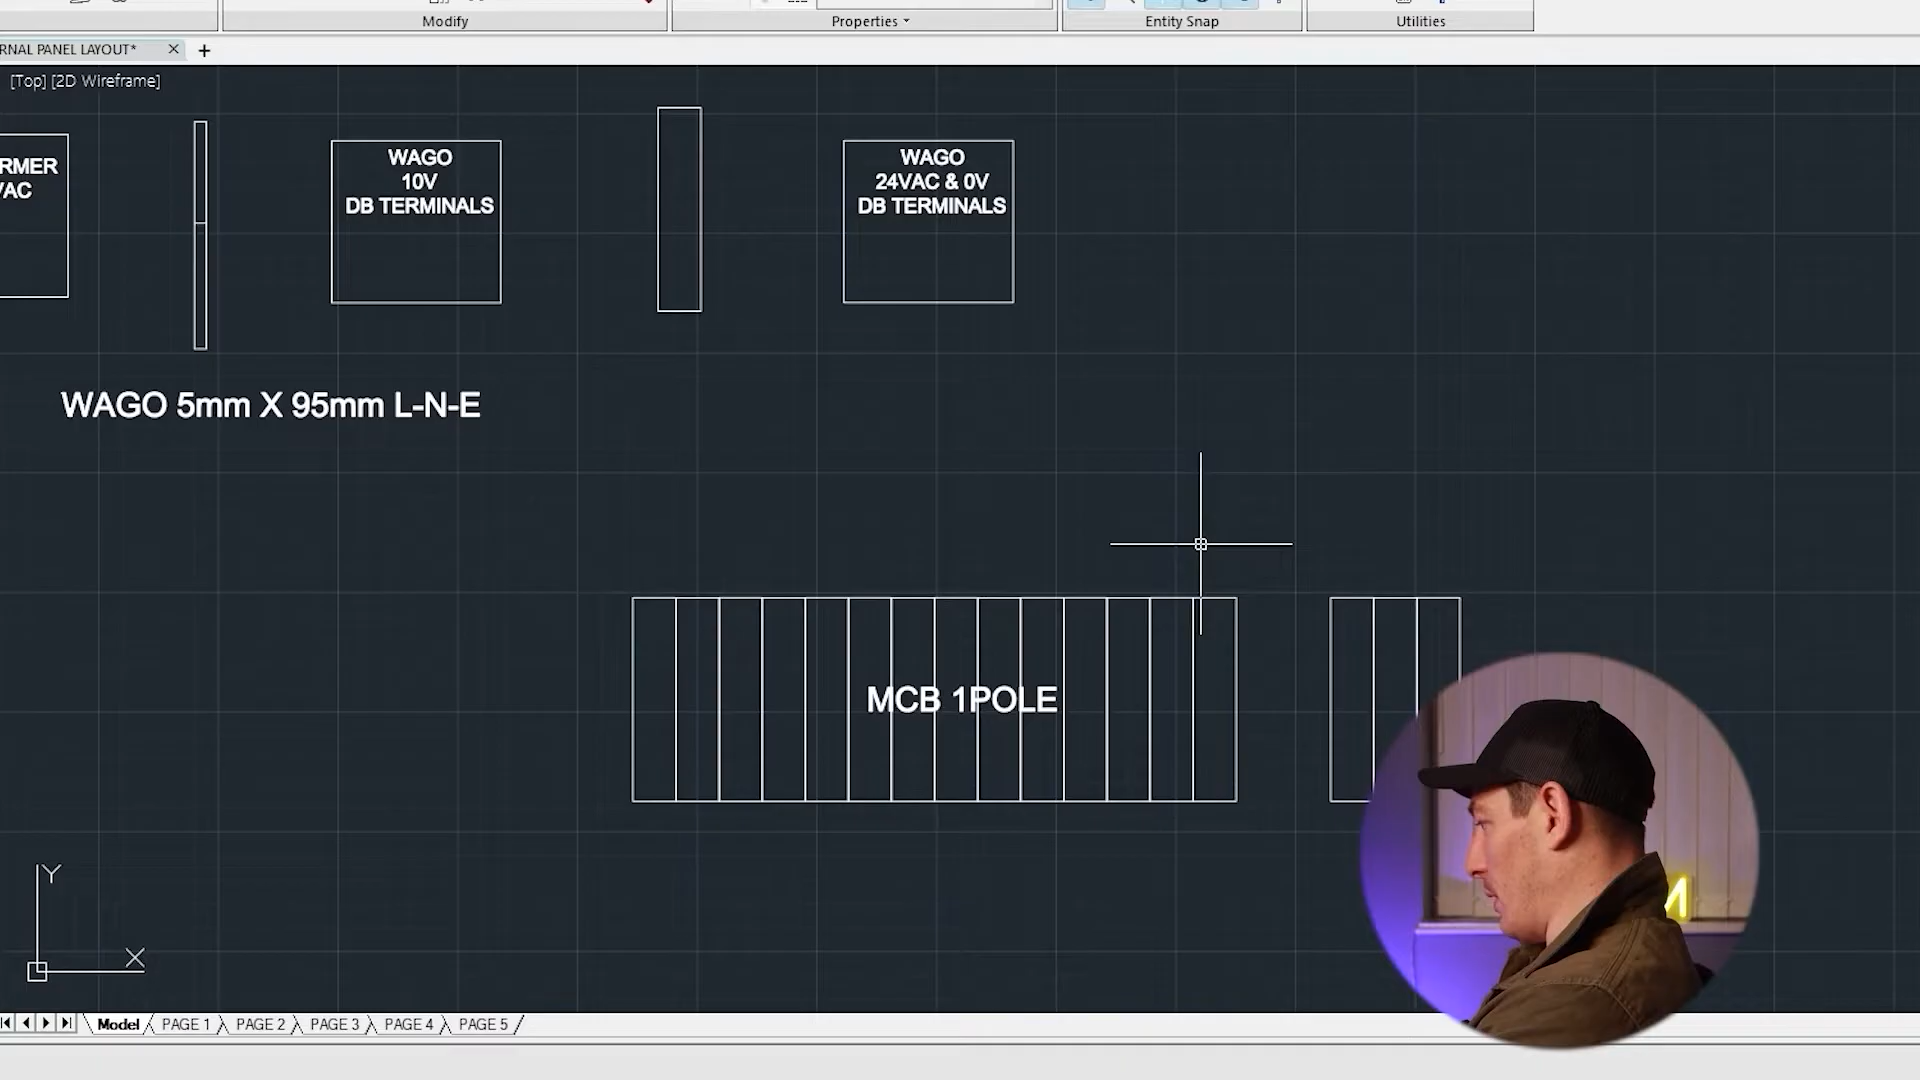 Modify
Properties
Entity Snap
Utilities
RNAL PANEL LAYOUT*
[Top] [2D Wireframe]
RMER
VAC
WAGO
10V
DB TERMINALS
WAGO
24VAC & 0V
DB TERMINALS
WAGO 5mm X 95mm L-N-E
MCB 1POLE
Y
X
Model
PAGE 1
PAGE 2
PAGE 3
PAGE 4
PAGE 5